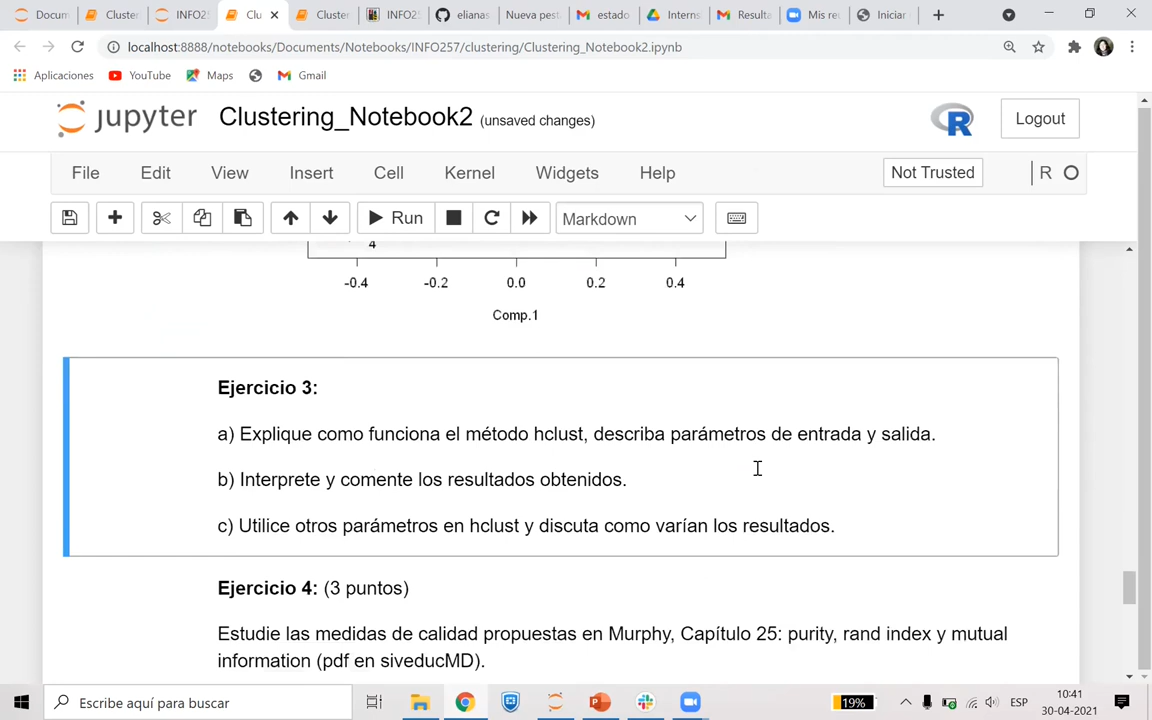 Docum
Cluster
INFO25
Clu
Cluster
INFO2
elianas
Nueva pest
estado
Interns
Resulta
Mis re
Iniciar
localhost:8888/notebooks/Documents/Notebooks/INFO257/clustering/Clustering_Notebook2.ipynb
Aplicaciones
YouTube
Maps
Gmail
jupyter
Clustering_Notebook2 (unsaved changes)
R
Logout
File
Edit
View
Insert
Cell
Kernel
Widgets
Help
Not Trusted
R
Run
Markdown
4
-0.4
-0.2
0.0
0.2
0.4
Comp.1
Ejercicio 3:
a) Explique como funciona el método hclust, describa parámetros de entrada y salida.
b) Interprete y comente los resultados obtenidos.
c) Utilice otros parámetros en hclust y discuta como varían los resultados.
Ejercicio 4: (3 puntos)
Estudie las medidas de calidad propuestas en Murphy, Capítulo 25: purity, rand index y mutual
information (pdf en siveducMD).
Escribe aquí para buscar
19%
ESP
10:41
30-04-2021